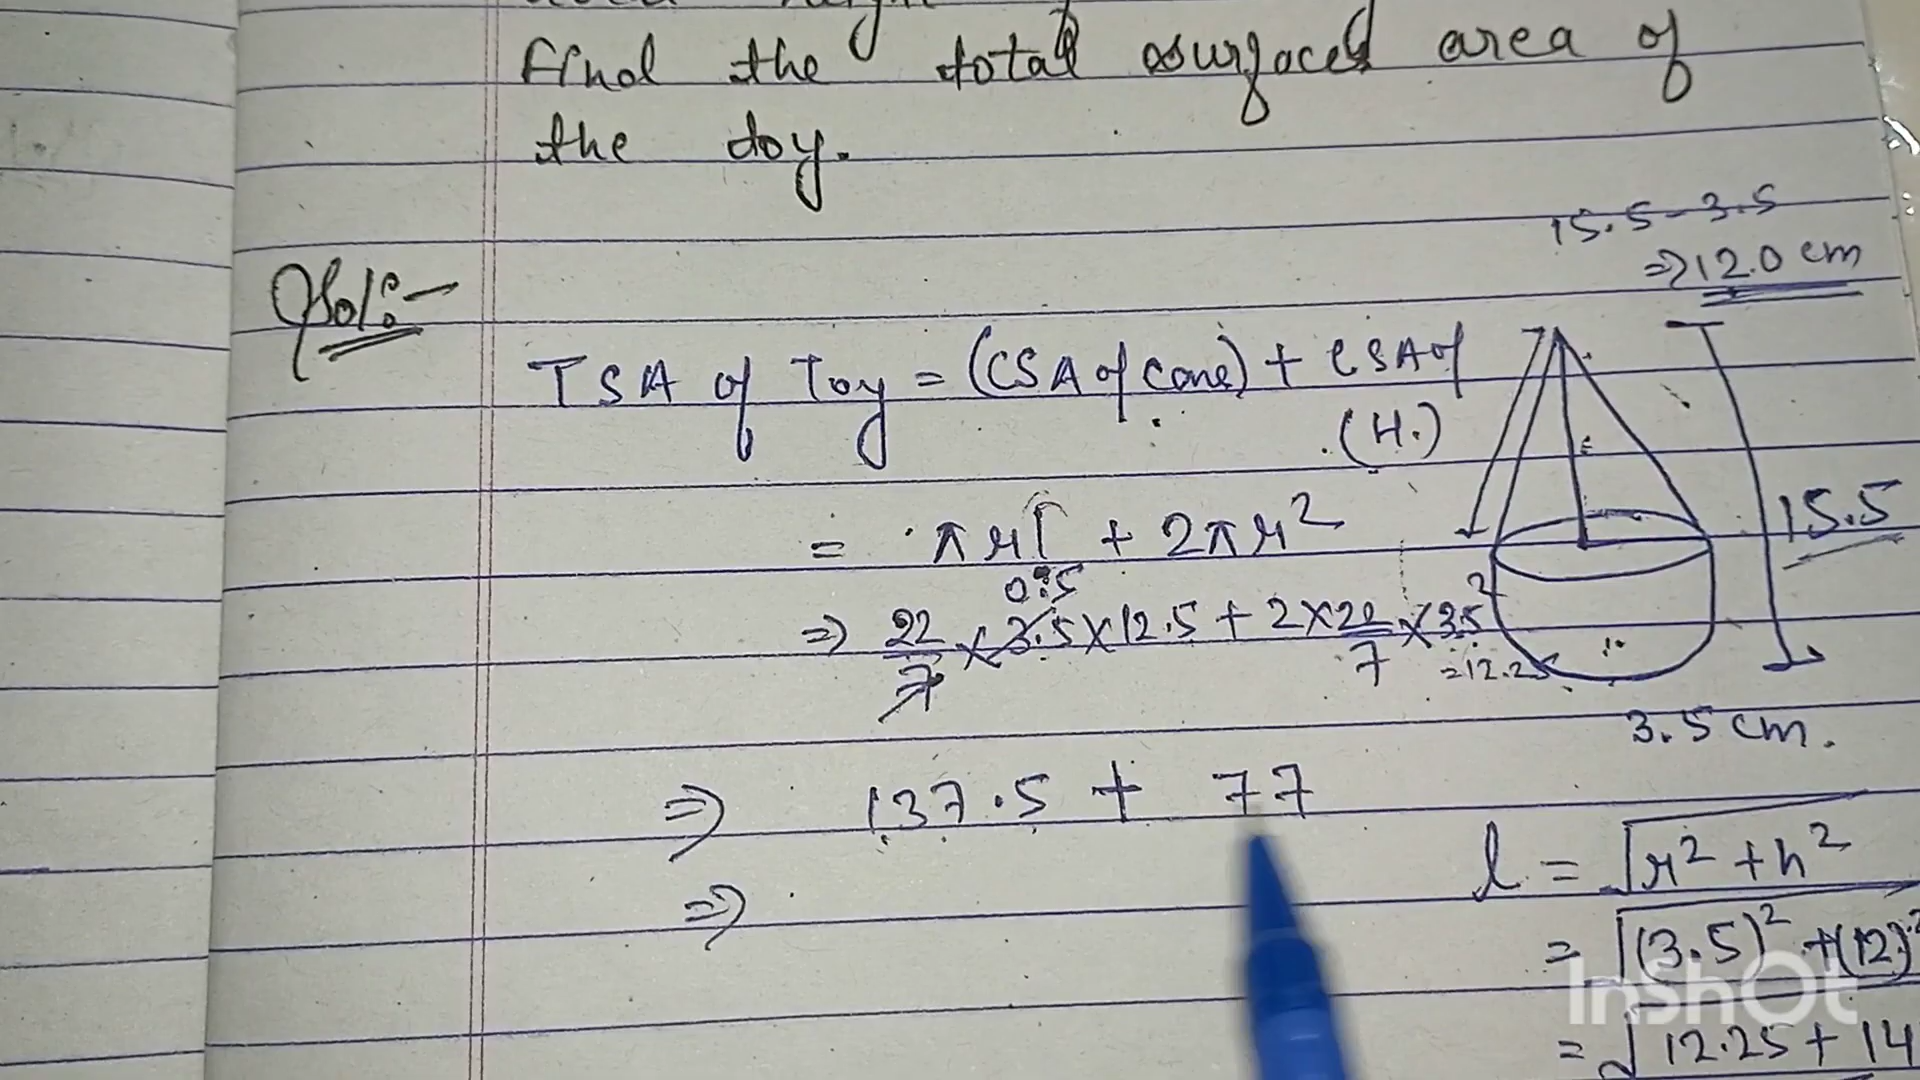 find the total surface area of
the toy.
15.5-3.5
⇒12.0 cm
Sol:-
TSA of Toy = (CSA of Cone) + CSA of
(H.)
15.5
= πrl + 2πr²
0.5
⇒ 22/7 × 3.5 × 12.5 + 2 × 22/7 × 3.5²
=12.25
3.5 cm.
⇒ 137.5 + 77
l = √r² + h²
⇒
= √(3.5)² + (12)²
InShOt
= √12.25 + 14